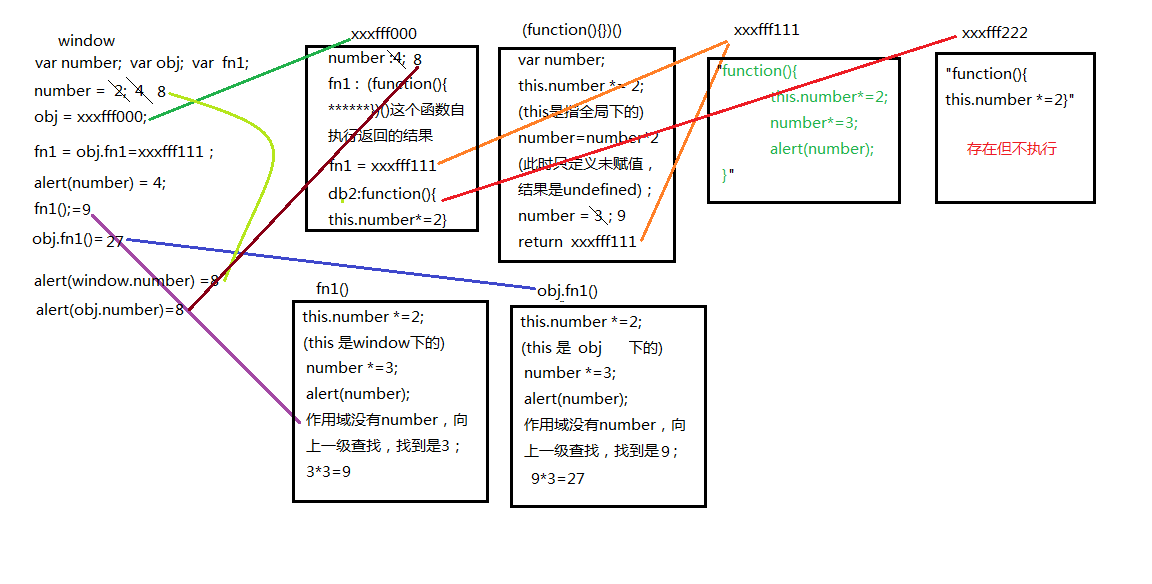 window
var number;  var obj;  var  fn1;
number =  2;  4   8
obj = xxxfff000;
fn1 = obj.fn1=xxxfff111 ;
alert(number) = 4;
fn1();=9
obj.fn1()= 27
alert(window.number) =8
alert(obj.number)=8
xxxfff000
number :4;  8
fn1 :  (function(){
******})()这个函数自
执行返回的结果
fn1 = xxxfff111
db2:function(){
this.number*=2}
(function(){})()
var number;
this.number *= 2;
(this是指全局下的)
number=number*2
(此时只定义未赋值，
结果是undefined)；
number = 3 ; 9
return  xxxfff111
xxxfff111
"function(){
this.number*=2;
number*=3;
alert(number);
}"
xxxfff222
"function(){
this.number *=2}"
存在但不执行
fn1()
this.number *=2;
(this 是window下的)
number *=3;
alert(number);
作用域没有number，向
上一级查找，找到是3；
3*3=9
obj.fn1()
this.number *=2;
(this 是  obj      下的)
number *=3;
alert(number);
作用域没有number，向
上一级查找，找到是9；
9*3=27